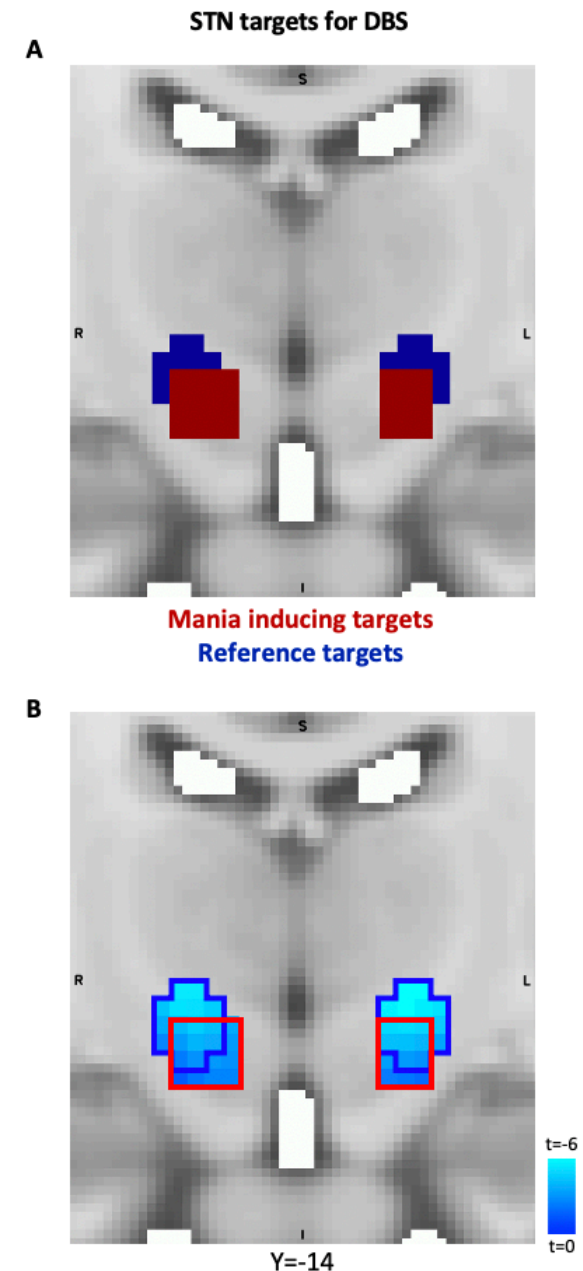 STN targets for DBS
A
S
R
L
I
Mania inducing targets
Reference targets
B
S
R
L
t=-6
t=0
I
Y=-14